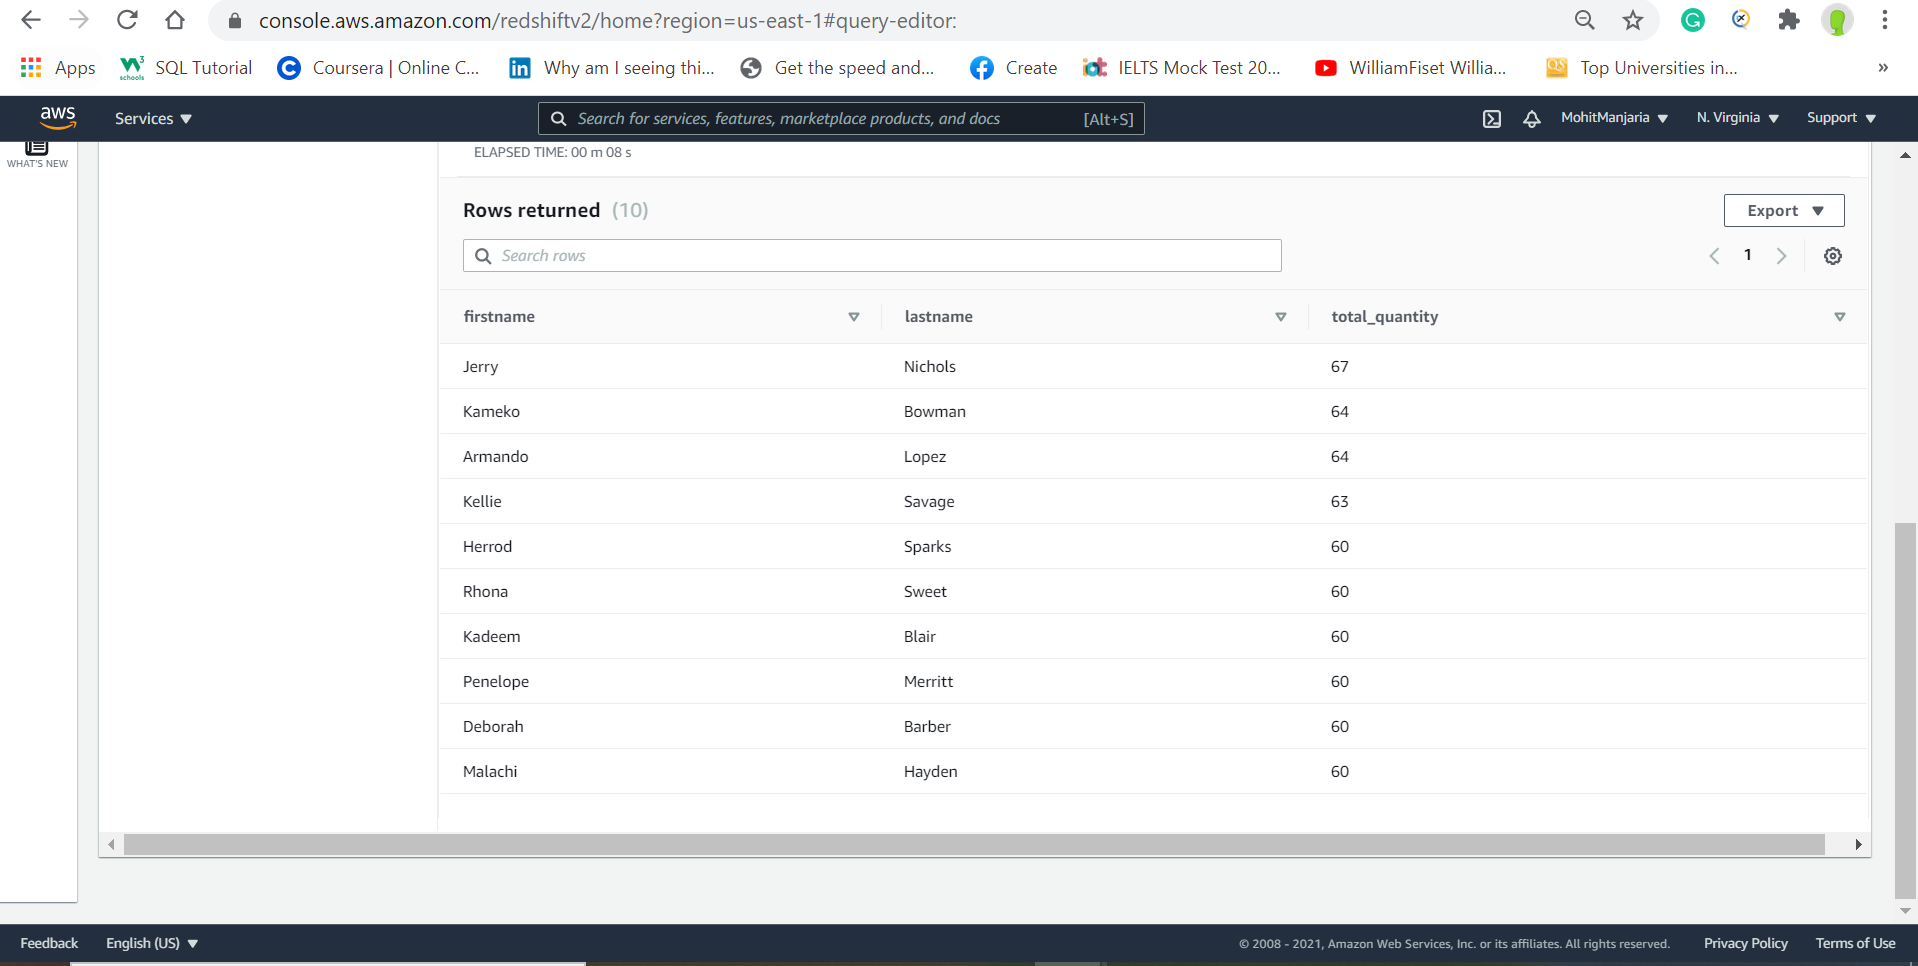 console.aws.amazon.com/redshiftv2/home?region=us-east-1#query-editor:
Apps W3 schools SQL Tutorial Coursera | Online C... Why am I seeing thi... Get the speed and... Create IELTS Mock Test 20... WilliamFiset Willia... Top Universities in... »
aws Services Search for services, features, marketplace products, and docs [Alt+S] MohitManjaria N. Virginia Support
WHAT'S NEW
ELAPSED TIME: 00 m 08 s
Rows returned (10) Export
Search rows 1
firstname lastname total_quantity
Jerry Nichols 67
Kameko Bowman 64
Armando Lopez 64
Kellie Savage 63
Herrod Sparks 60
Rhona Sweet 60
Kadeem Blair 60
Penelope Merritt 60
Deborah Barber 60
Malachi Hayden 60
Feedback English (US) © 2008 - 2021, Amazon Web Services, Inc. or its affiliates. All rights reserved. Privacy Policy Terms of Use